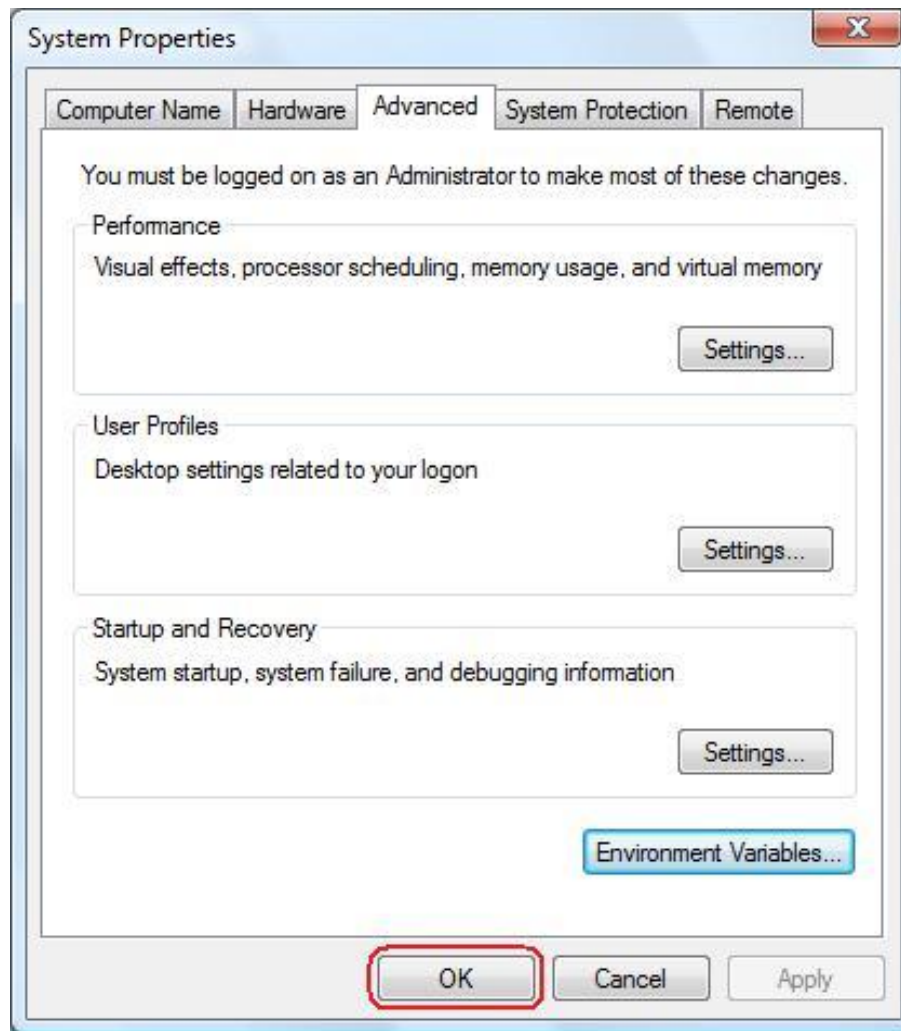 System Properties
Computer Name Hardware Advanced System Protection Remote
You must be logged on as an Administrator to make most of these changes.
Performance
Visual effects, processor scheduling, memory usage, and virtual memory
Settings...
User Profiles
Desktop settings related to your logon
Settings...
Startup and Recovery
System startup, system failure, and debugging information
Settings...
Environment Variables...
OK Cancel Apply